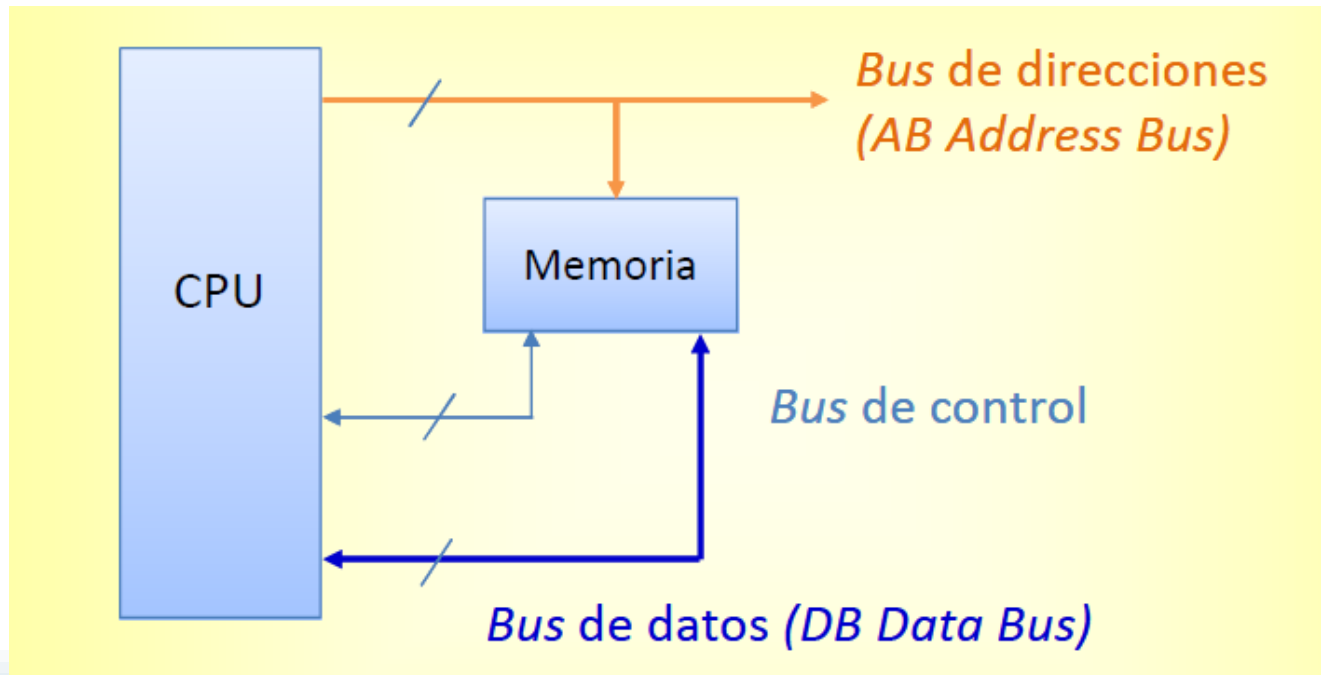 Bus de direcciones
(AB Address Bus)
Memoria
CPU
Bus de control
Bus de datos (DB Data Bus)